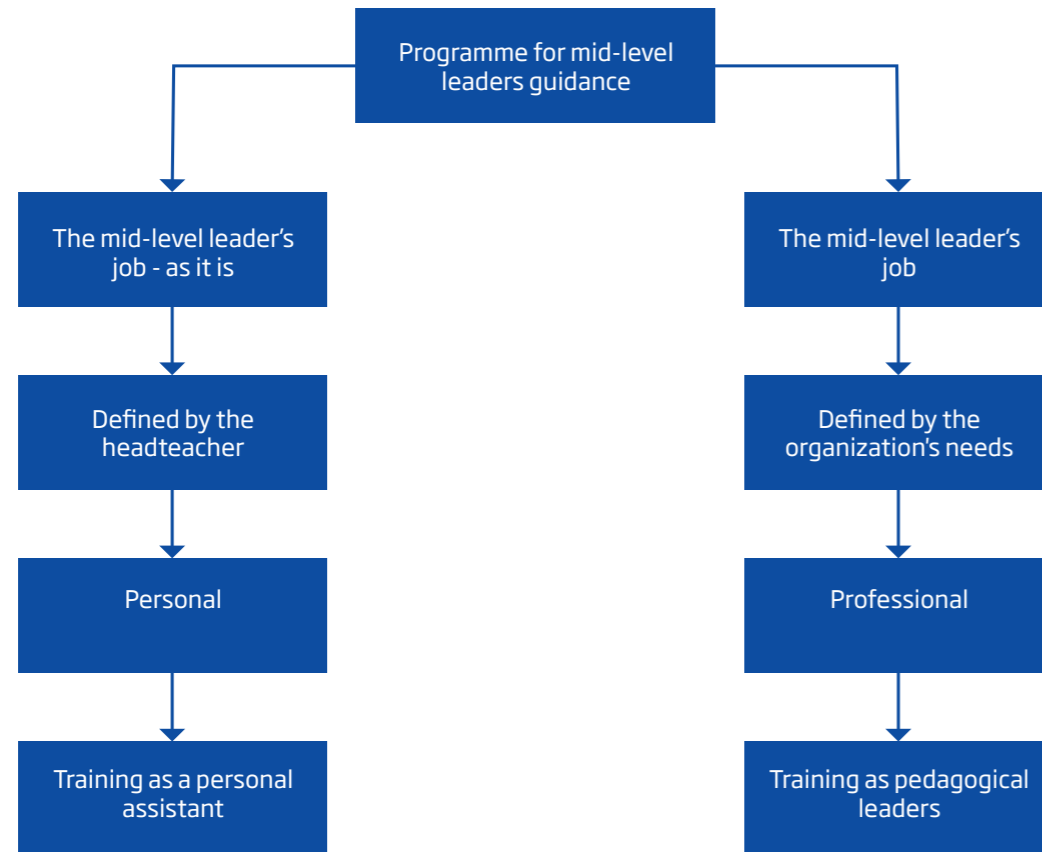 Programme for mid-level
leaders guidance
The mid-level leader's
job - as it is
The mid-level leader's
job
Defined by the
headteacher
Defined by the
organization's needs
Personal
Professional
Training as a personal
assistant
Training as pedagogical
leaders